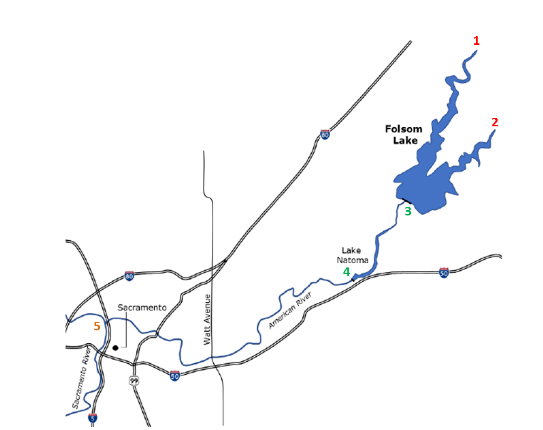 1
2
80
Folsom
Lake
3
Lake
Natoma
4
80
50
Sacramento
5
Watt Avenue
American River
Sacramento River
50
99
5